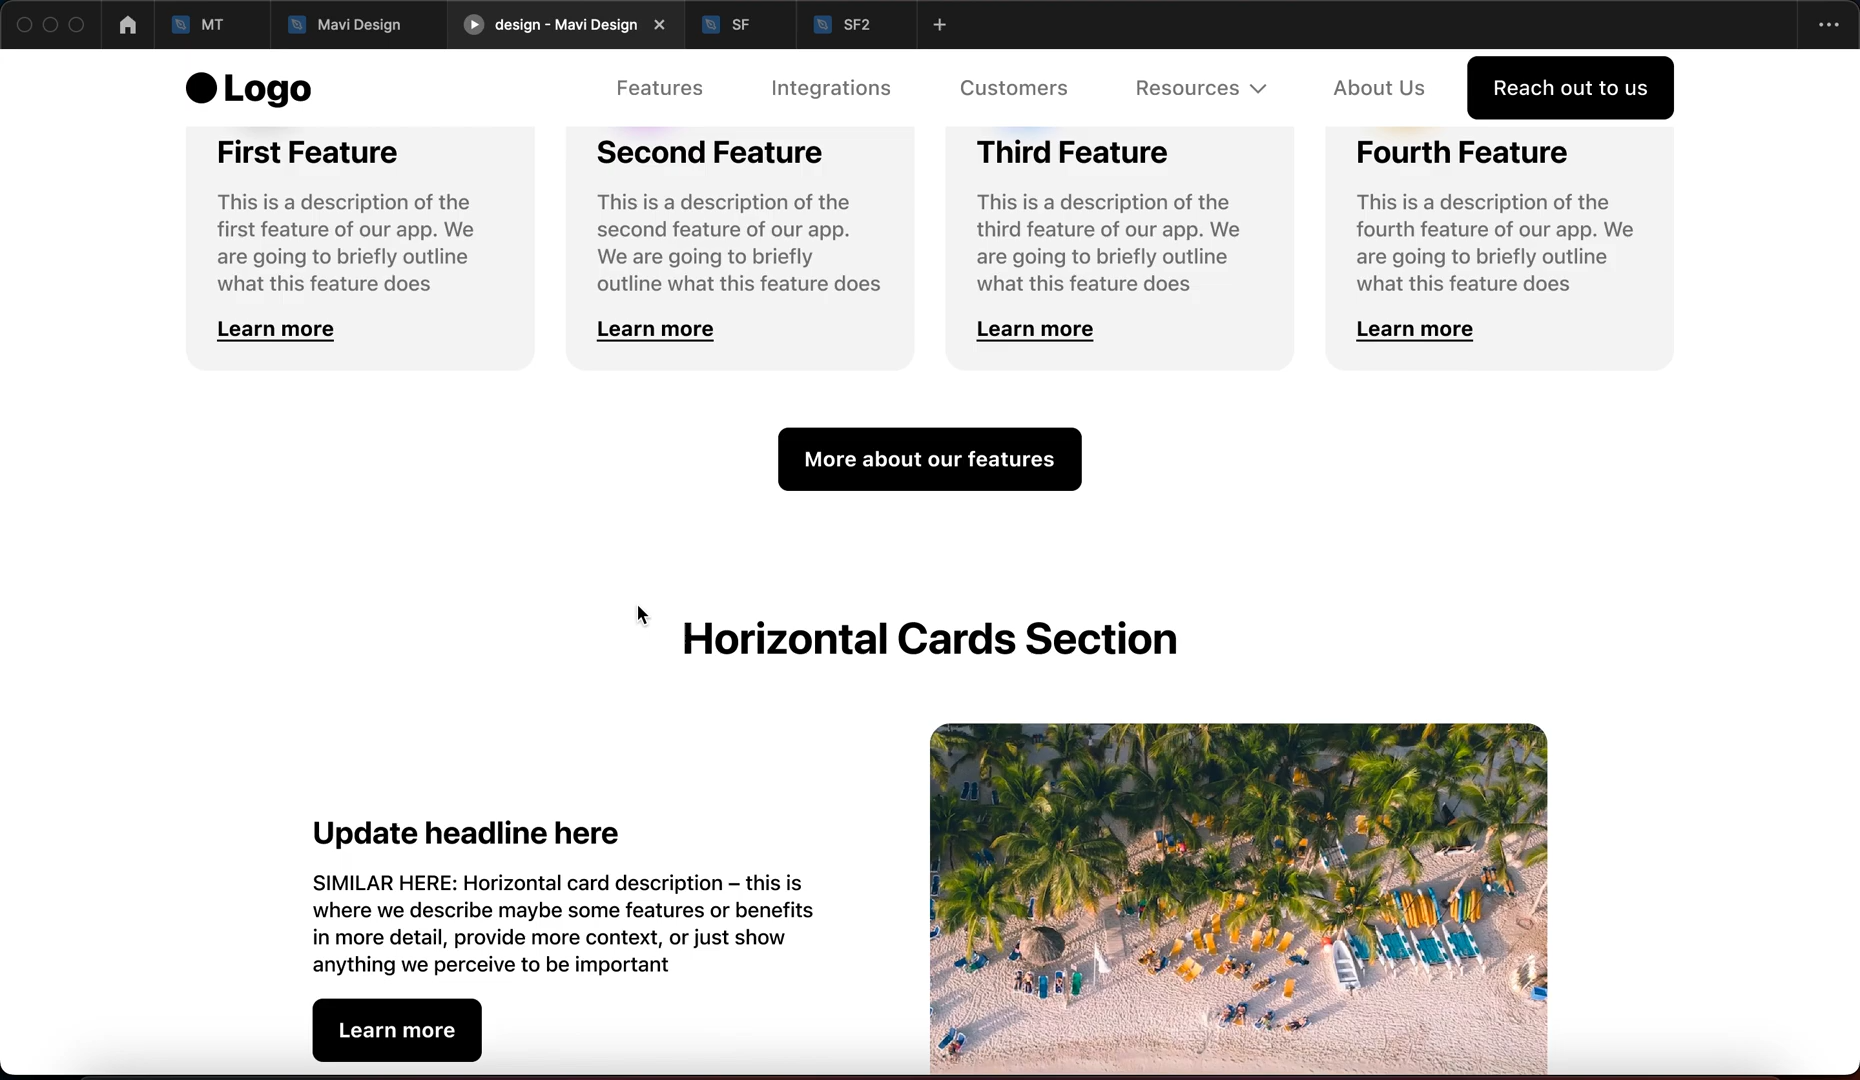 MT
Mavi Design
design - Mavi Design
SF
SF2
Logo
Features
Integrations
Customers
Resources
About Us
Reach out to us
First Feature
This is a description of the
first feature of our app. We
are going to briefly outline
what this feature does
Learn more
Second Feature
This is a description of the
second feature of our app.
We are going to briefly
outline what this feature does
Learn more
Third Feature
This is a description of the
third feature of our app. We
are going to briefly outline
what this feature does
Learn more
Fourth Feature
This is a description of the
fourth feature of our app. We
are going to briefly outline
what this feature does
Learn more
More about our features
Horizontal Cards Section
Update headline here
SIMILAR HERE: Horizontal card description – this is
where we describe maybe some features or benefits
in more detail, provide more context, or just show
anything we perceive to be important
Learn more